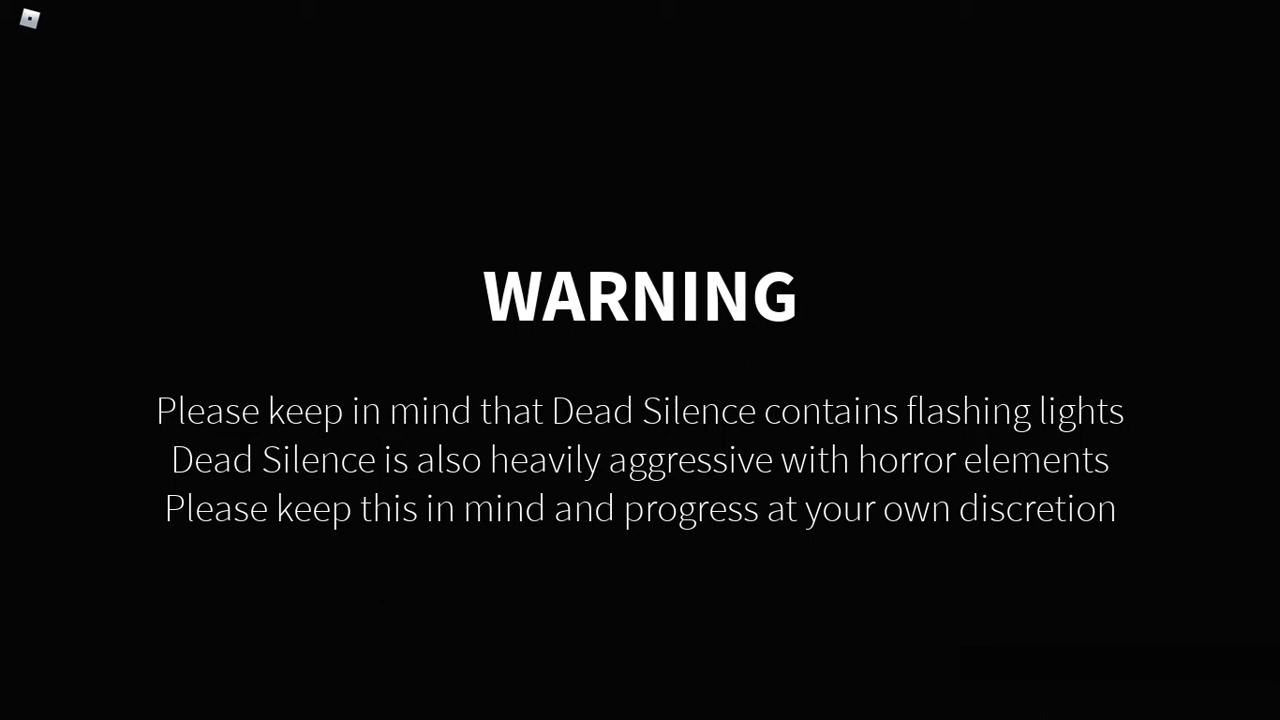 WARNING
Please keep in mind that Dead Silence contains flashing lights
Dead Silence is also heavily aggressive with horror elements
Please keep this in mind and progress at your own discretion